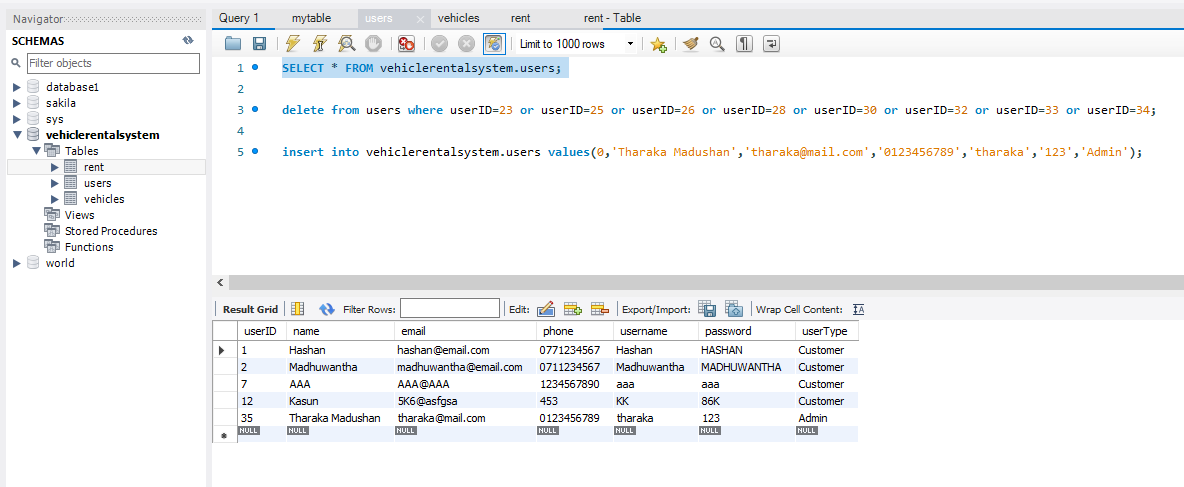 Navigator
SCHEMAS
Filter objects
database1
sakila
sys
vehiclerentalsystem
Tables
rent
users
vehicles
Views
Stored Procedures
Functions
world
Query 1 mytable users vehicles rent rent - Table
Limit to 1000 rows
1 SELECT * FROM vehiclerentalsystem.users;
2
3 delete from users where userID=23 or userID=25 or userID=26 or userID=28 or userID=30 or userID=32 or userID=33 or userID=34;
4
5 insert into vehiclerentalsystem.users values(0,'Tharaka Madushan','tharaka@mail.com','0123456789','tharaka','123','Admin');
Result Grid Filter Rows: Edit: Export/Import: Wrap Cell Content:
userID name email phone username password userType
1 Hashan hashan@email.com 0771234567 Hashan HASHAN Customer
2 Madhuwantha madhuwantha@email.com 0711234567 Madhuwantha MADHUWANTHA Customer
7 AAA AAA@AAA 1234567890 aaa aaa Customer
12 Kasun 5K6@asfgsa 453 KK 86K Customer
35 Tharaka Madushan tharaka@mail.com 0123456789 tharaka 123 Admin
NULL NULL NULL NULL NULL NULL NULL